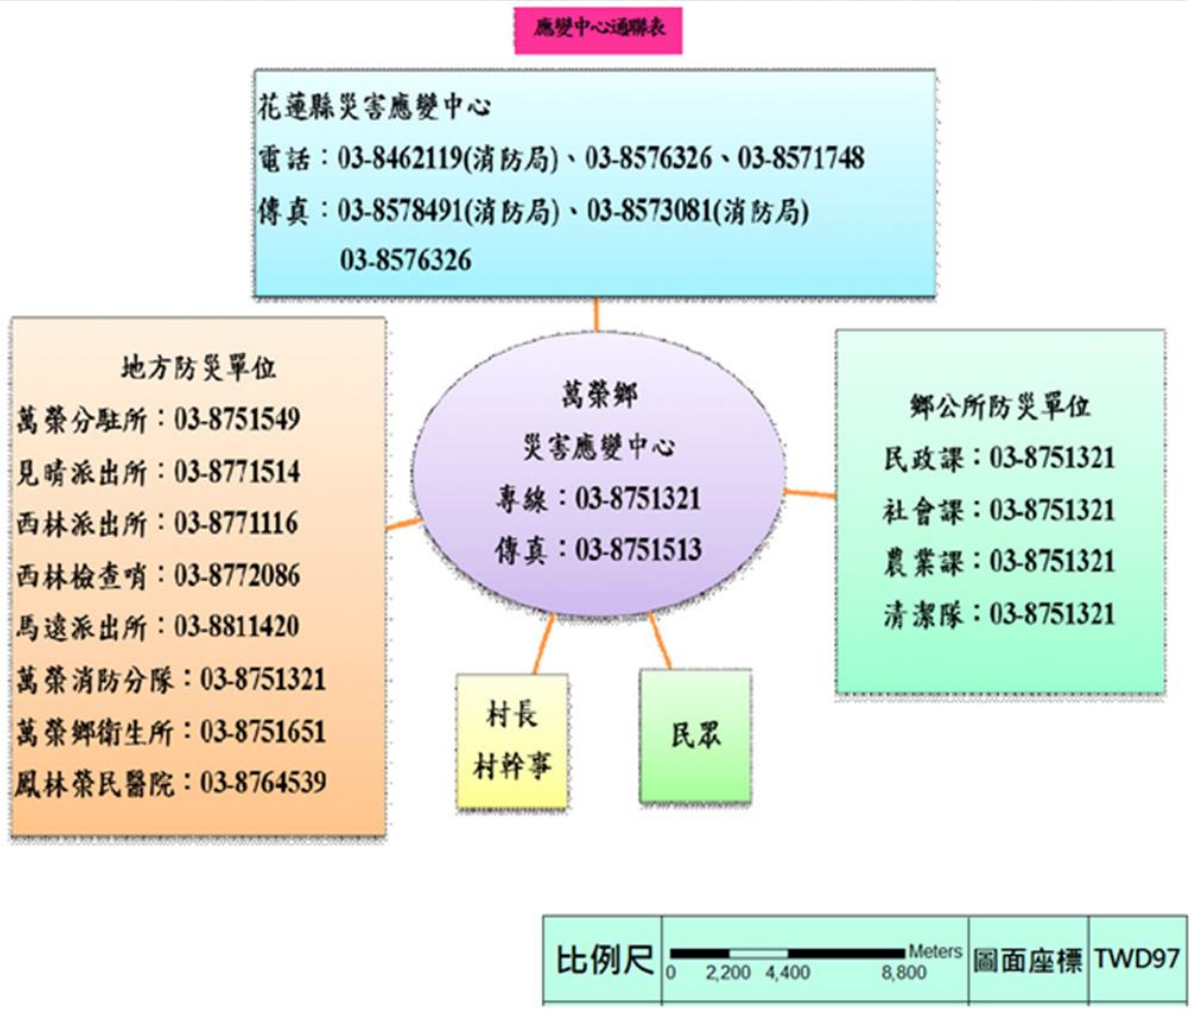 應變中心通聯表
花蓮縣災害應變中心
電話：03-8462119(消防局)、03-8576326、03-8571748
傳真：03-8578491(消防局)、03-8573081(消防局)
03-8576326
地方防災單位
萬榮分駐所：03-8751549
見晴派出所：03-8771514
西林派出所：03-8771116
西林檢查哨：03-8772086
馬遠派出所：03-8811420
萬榮消防分隊：03-8751321
萬榮鄉衛生所：03-8751651
鳳林榮民醫院：03-8764539
萬榮鄉
災害應變中心
專線：03-8751321
傳真：03-8751513
鄉公所防災單位
民政課：03-8751321
社會課：03-8751321
農業課：03-8751321
清潔隊：03-8751321
村長
村幹事
民眾
比例尺
Meters
0 2,200 4,400 8,800
圖面座標
TWD97